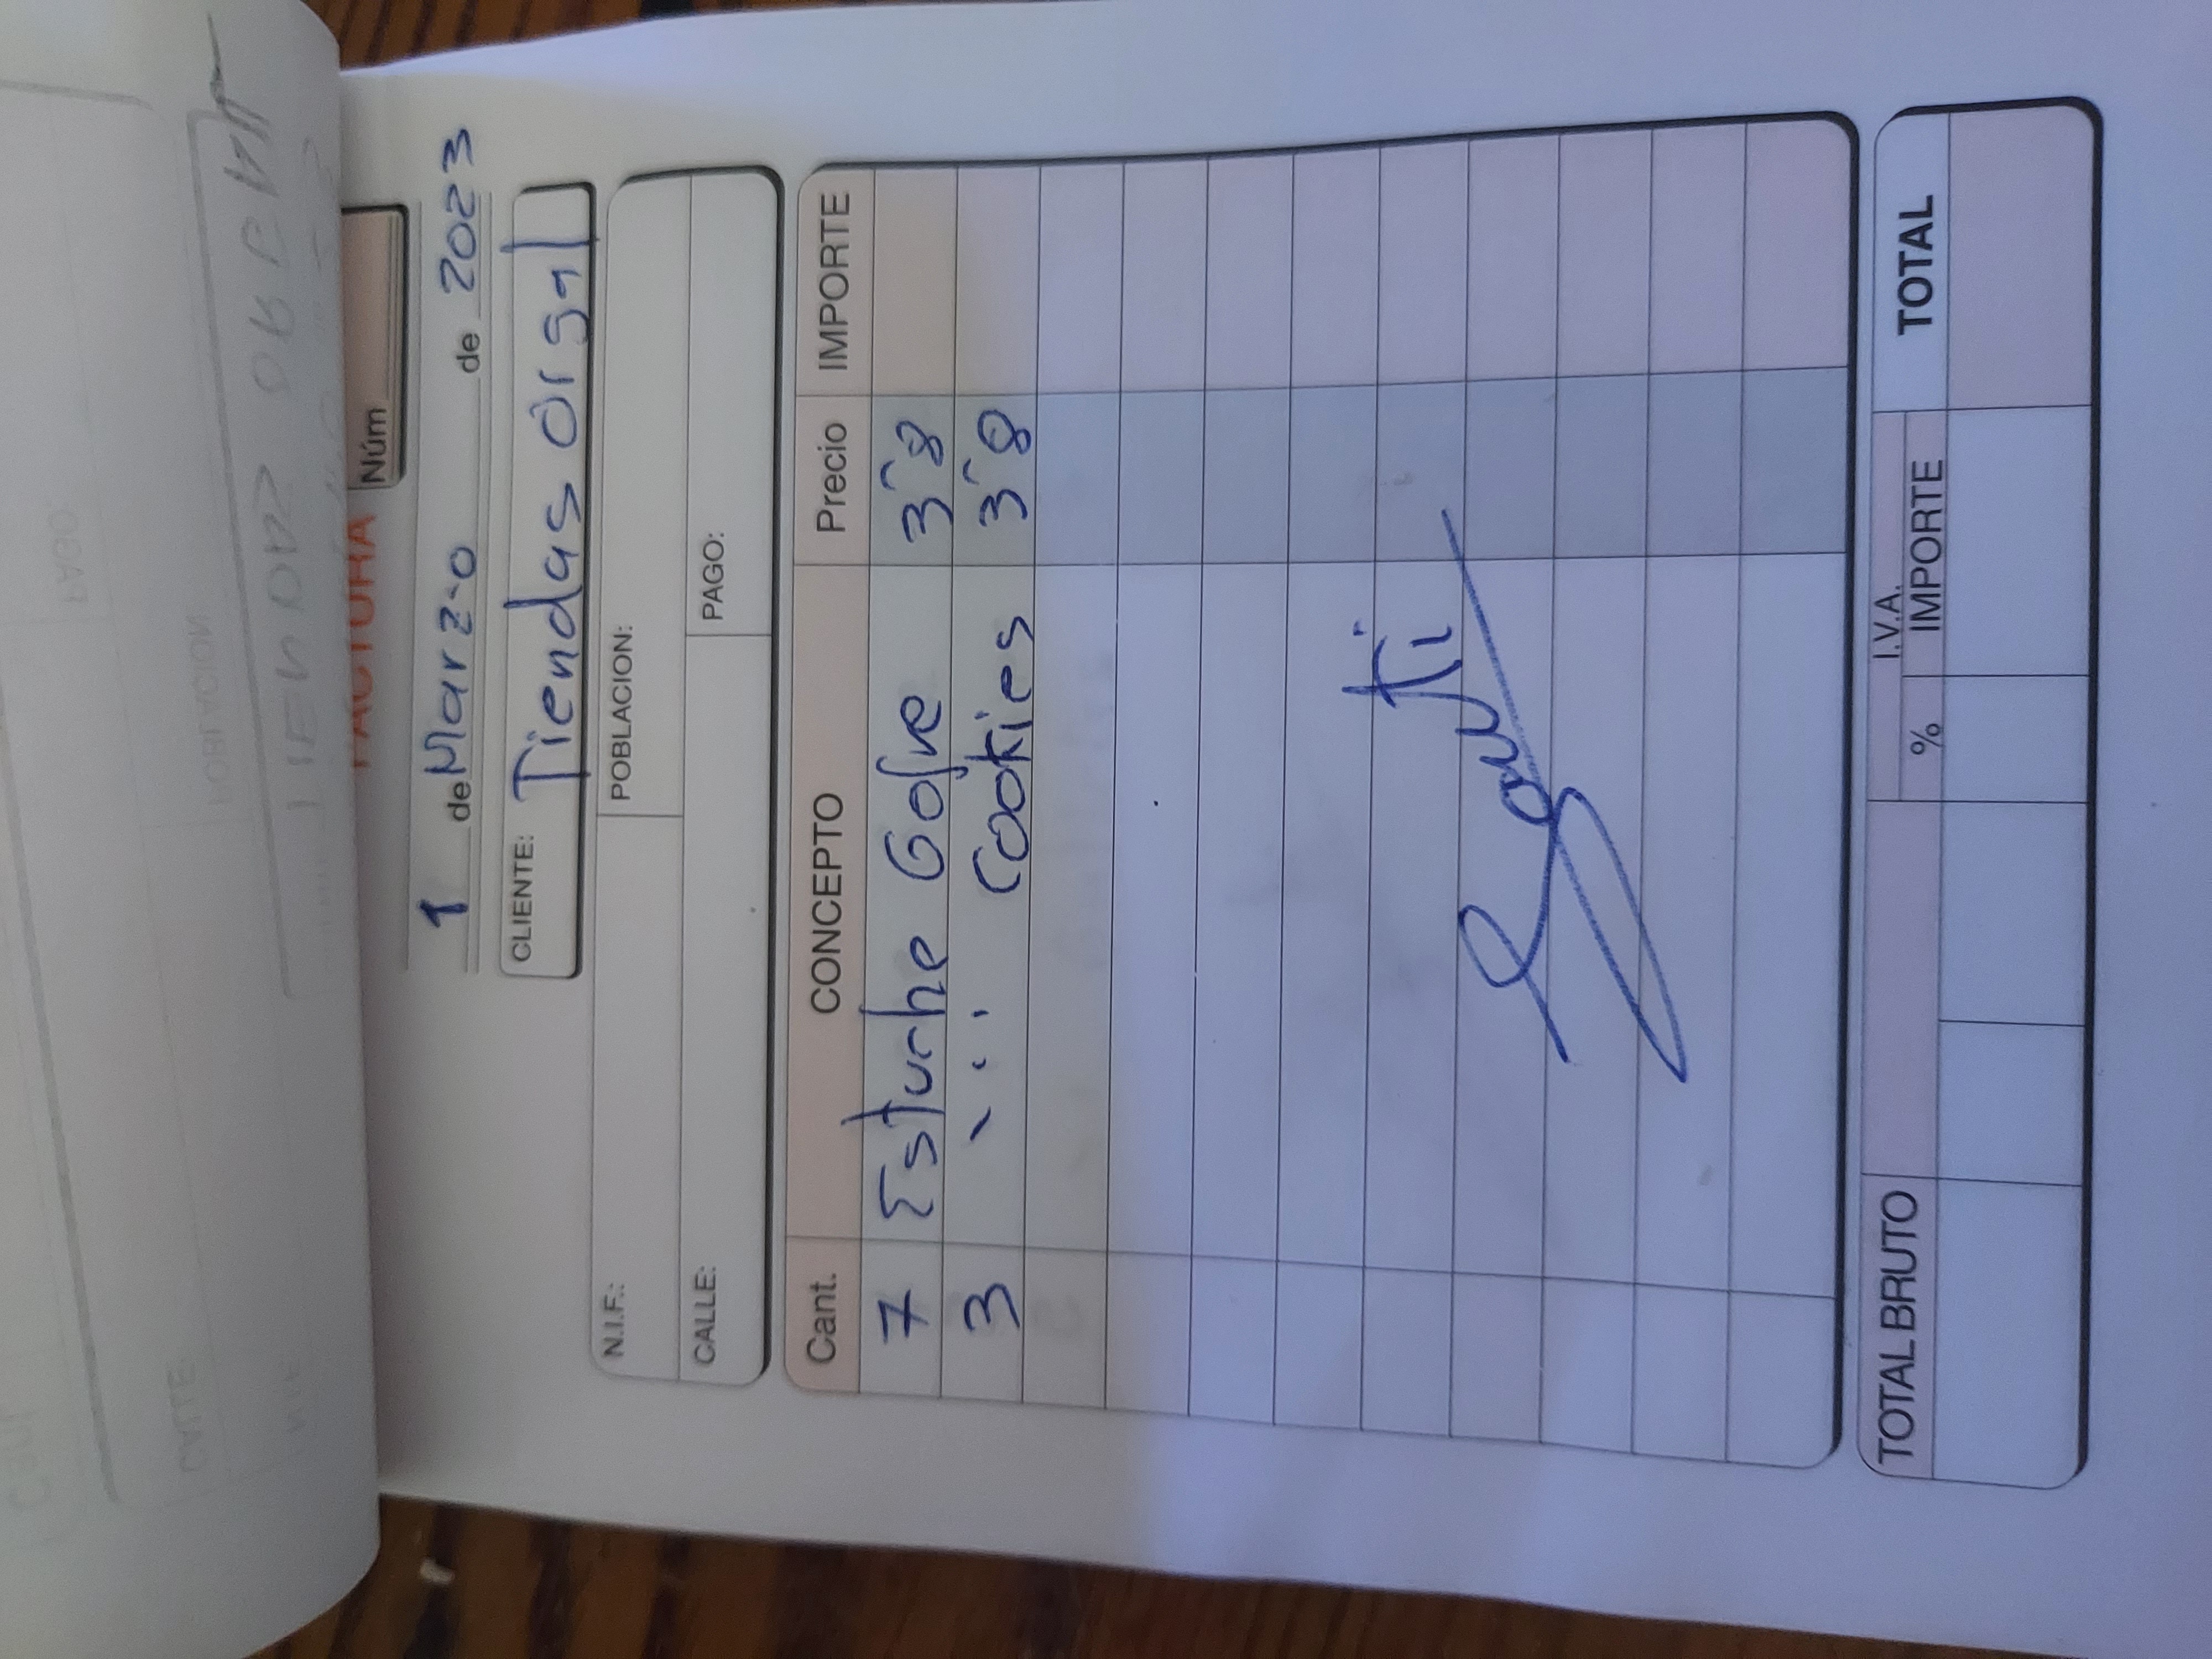 FACTURA
Núm
1 de Marzo de 2023
CLIENTE: Tiendas Orsal
N.I.F.: POBLACION:
CALLE: PAGO:
Cant. CONCEPTO Precio IMPORTE
7 Estuche Gofre 3'8
3 " " Cookies 3'8
Santi
TOTAL BRUTO I.V.A. TOTAL
% IMPORTE